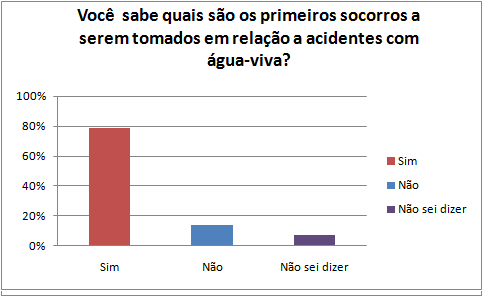 Você sabe quais são os primeiros socorros a
serem tomados em relação a acidentes com
água-viva?
100%
80%
60%
40%
20%
0%
Sim
Não
Não sei dizer
Sim
Não
Não sei dizer